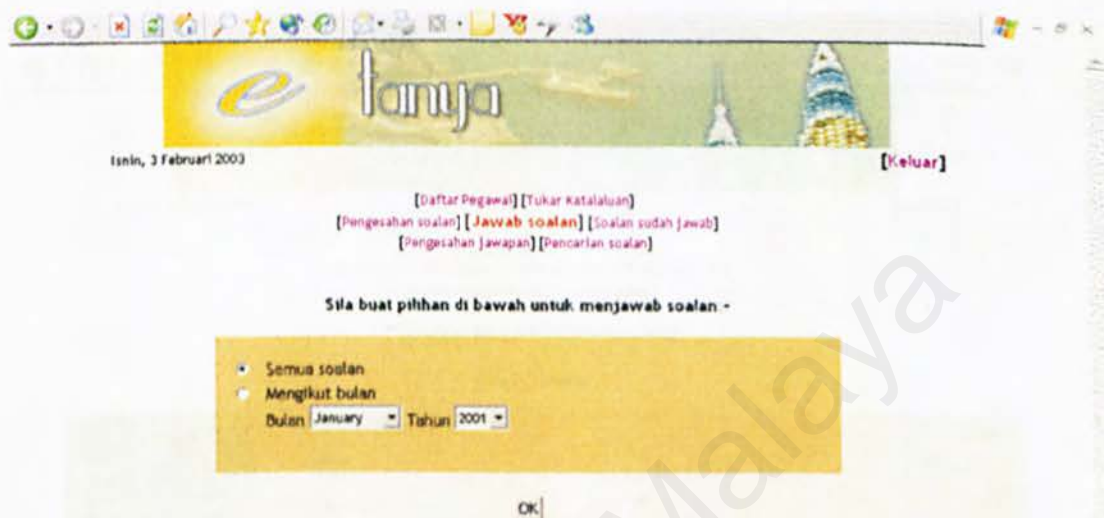 e tanya
Isnin, 3 Februari 2003
[Keluar]
[Daftar Pegawai] [Tukar Katalaluan]
[Pengesahan soalan] [Jawab soalan] [Soalan sudah jawab]
[Pengesahan jawapan] [Pencarian soalan]
Sila buat pilihan di bawah untuk menjawab soalan -
Semua soalan
Mengikut bulan
Bulan January Tahun 2001
OK
Malaya